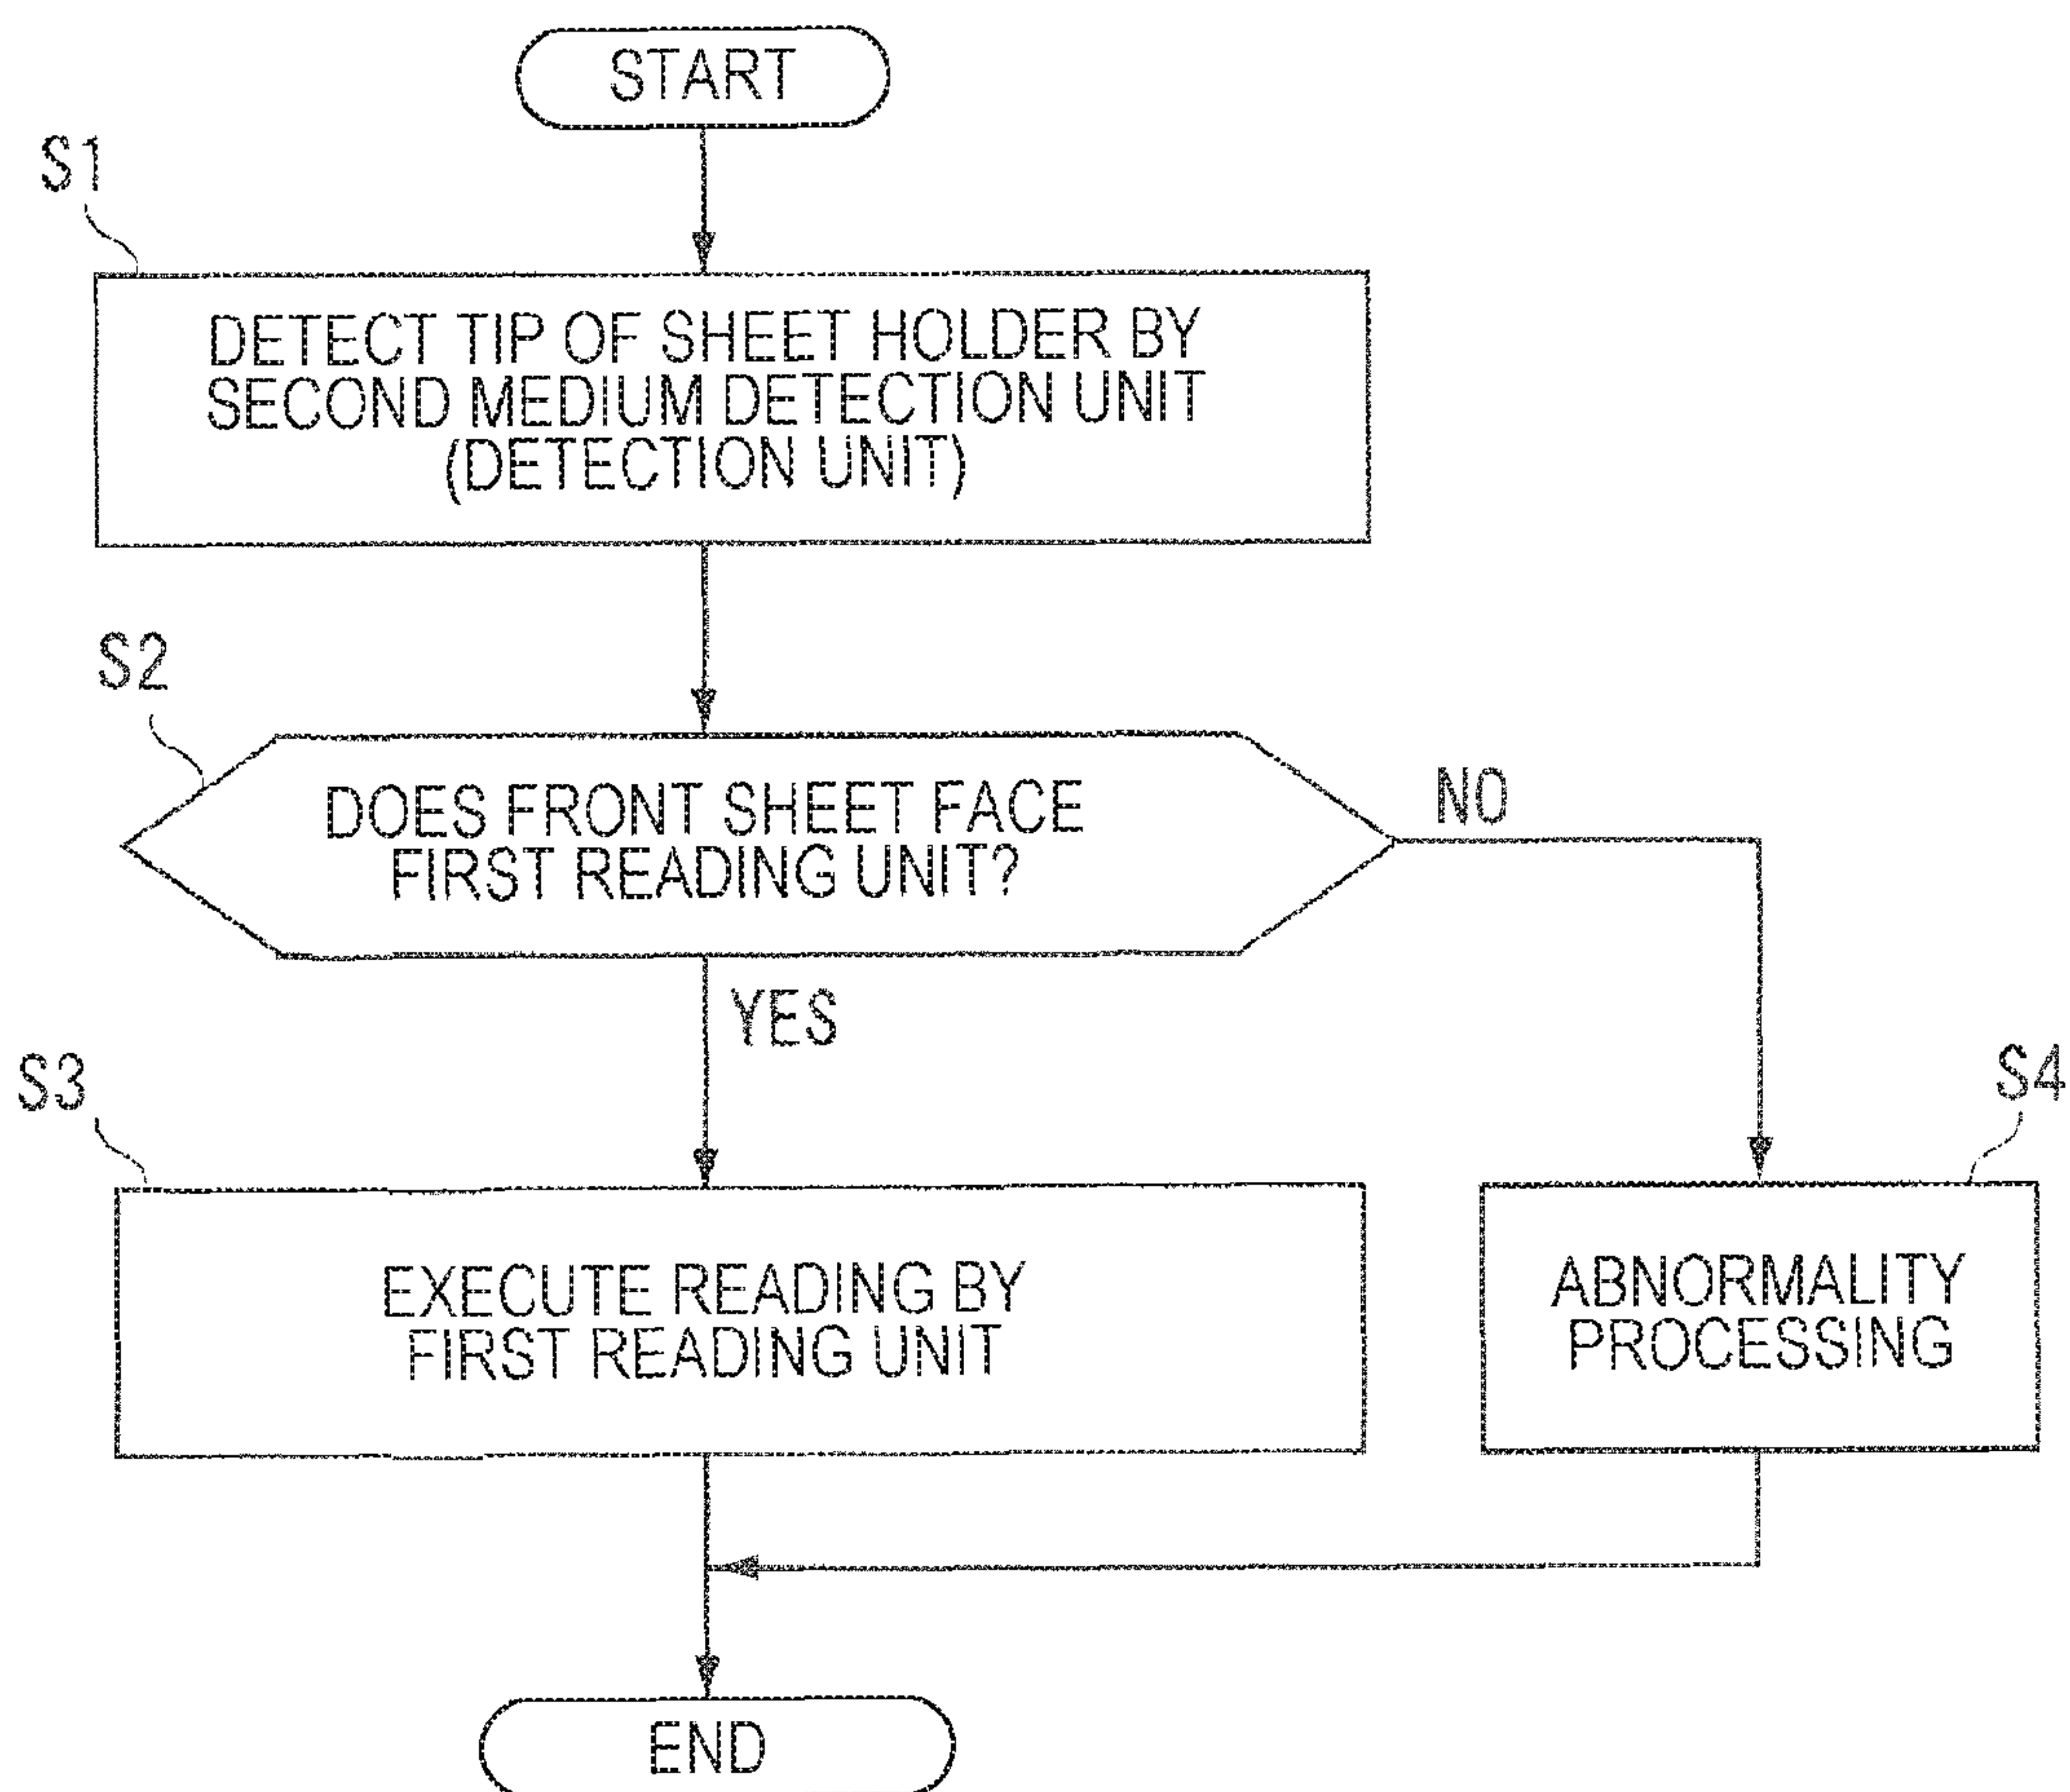 START
S1
DETECT TIP OF SHEET HOLDER BY
SECOND MEDIUM DETECTION UNIT
(DETECTION UNIT)
S2
DOES FRONT SHEET FACE
FIRST READING UNIT?
NO
YES
S3
EXECUTE READING BY
FIRST READING UNIT
S4
ABNORMALITY
PROCESSING
END